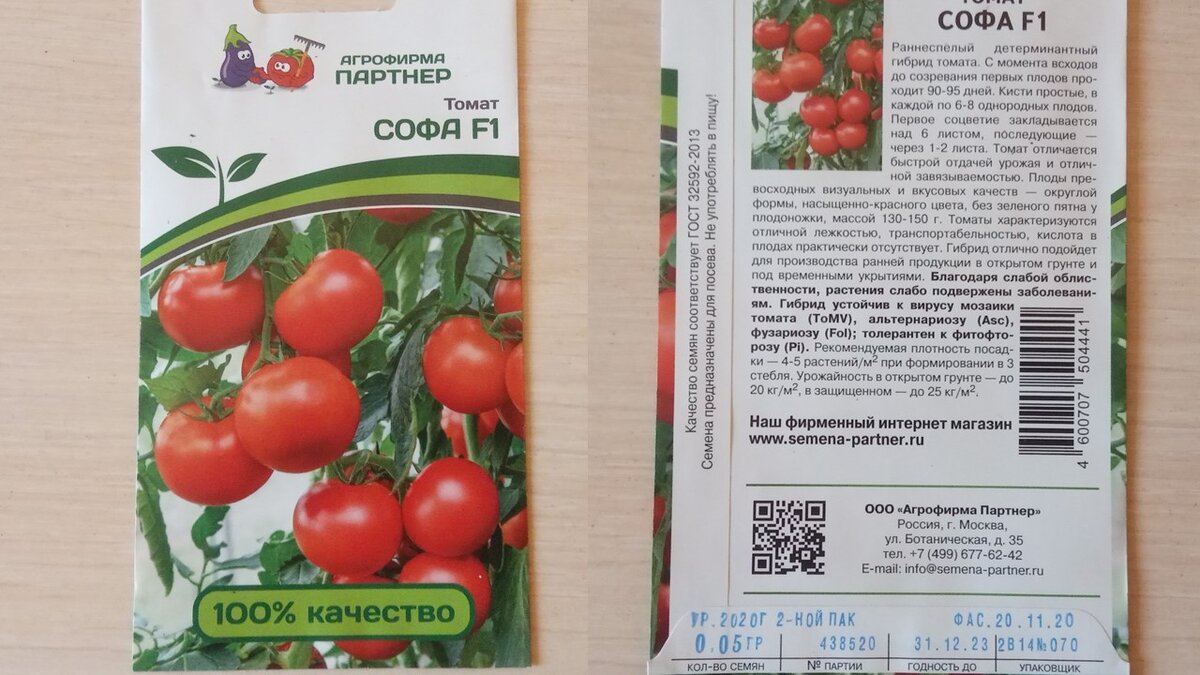 АГРОФИРМА
ПАРТНЕР
Томат
СОФА F1
100% качество
ТОМАТ
СОФА F1
Раннеспелый детерминантный
гибрид томата. С момента всходов
до созревания первых плодов про-
ходит 90-95 дней. Кисти простые, в
каждой по 6-8 однородных плодов.
Первое соцветие закладывается
над 6 листом, последующие —
через 1-2 листа. Томат отличается
быстрой отдачей урожая и отлич-
ной завязываемостью. Плоды пре-
восходных визуальных и вкусовых качеств — округлой
формы, насыщенно-красного цвета, без зеленого пятна у
плодоножки, массой 130-150 г. Томаты характеризуются
отличной лежкостью, транспортабельностью, кислота в
плодах практически отсутствует. Гибрид отлично подойдет
для производства ранней продукции в открытом грунте и
под временными укрытиями. Благодаря слабой облис-
твенности, растения слабо подвержены заболевани-
ям. Гибрид устойчив к вирусу мозаики
томата (ToMV), альтернариозу (Asc),
фузариозу (Fol); толерантен к фитофто-
розу (Pi). Рекомендуемая плотность посад-
ки — 4-5 растений/м² при формировании в 3
стебля. Урожайность в открытом грунте — до
20 кг/м², в защищенном — до 25 кг/м².
Качество семян соответствует ГОСТ 32592-2013
Семена предназначены для посева. Не употреблять в пищу!
4 600707 504441
Наш фирменный интернет магазин
www.semena-partner.ru
ООО «Агрофирма Партнер»
Россия, г. Москва,
ул. Ботаническая, д. 35
тел. +7 (499) 677-62-42
E-mail: info@semena-partner.ru
УР.2020Г 2-НОЙ ПАК ФАС.20.11.20
0.05ГР 438520 31.12.23 2В14№070
КОЛ-ВО СЕМЯН № ПАРТИИ ГОДНОСТЬ ДО УПАКОВЩИК